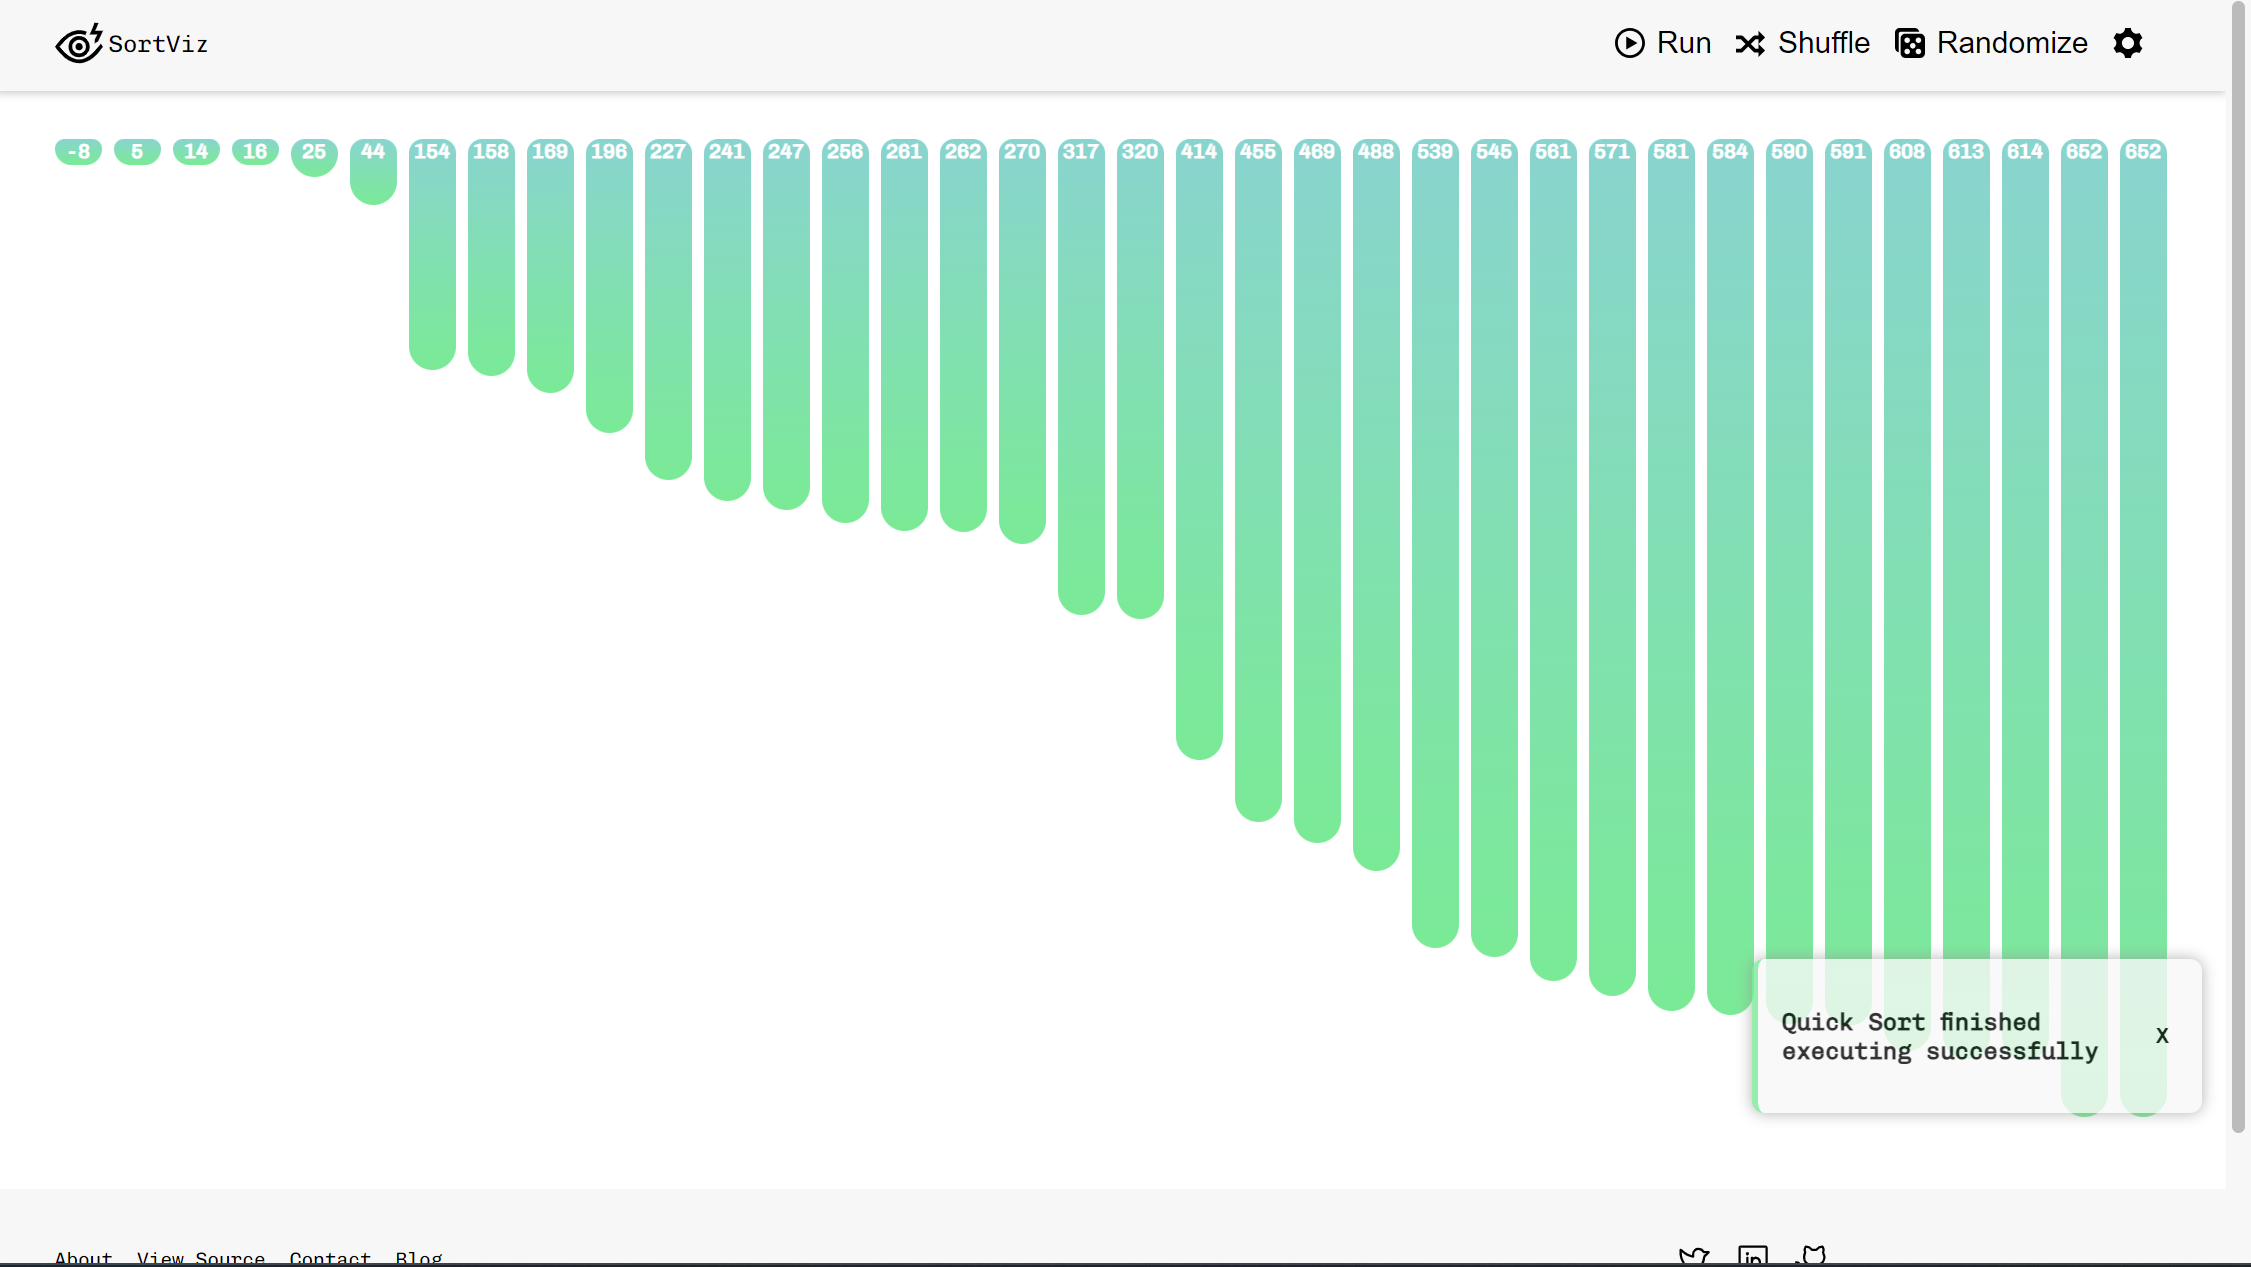 SortViz
Run Shuffle Randomize
-8 5 14 16 25 44 154 158 169 196 227 241 247 256 261 262 270 317 320 414 455 469 488 539 545 561 571 581 584 590 591 608 613 614 652 652
Quick Sort finished
executing successfully
X
About View Source Contact Blog
in